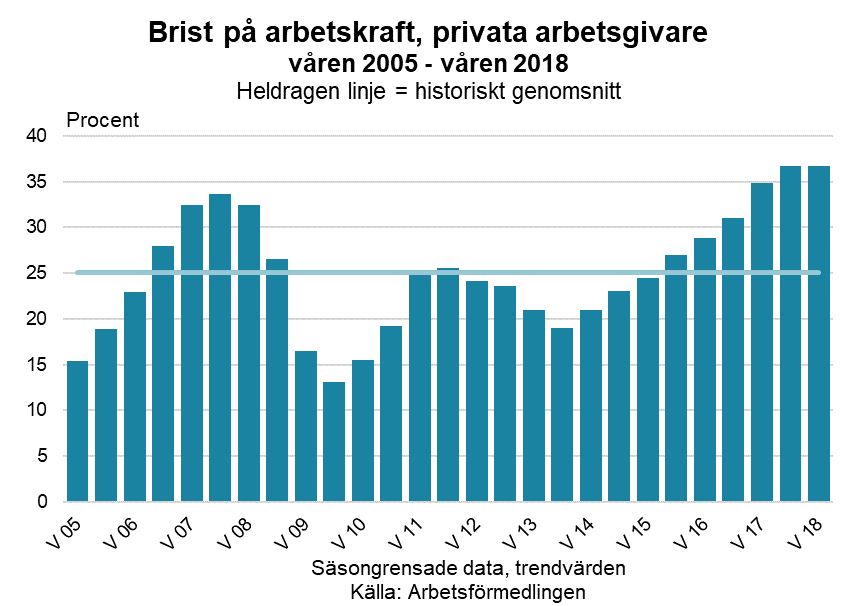 Brist på arbetskraft, privata arbetsgivare
våren 2005 - våren 2018
Heldragen linje = historiskt genomsnitt
Procent
40
35
30
25
20
15
10
5
0
V 05
V 06
V 07
V 08
V 09
V 10
V 11
V 12
V 13
V 14
V 15
V 16
V 17
V 18
Säsongrensade data, trendvärden
Källa: Arbetsförmedlingen